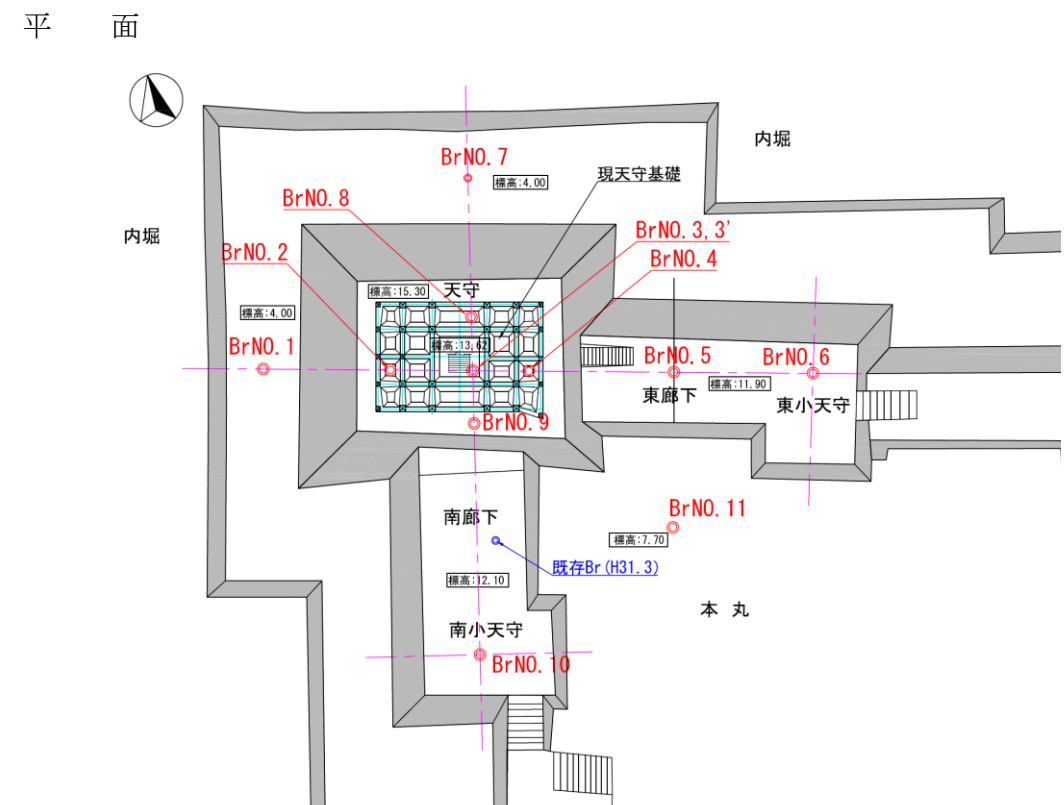 平　面
内堀
BrNO. 7
標高:4.00
現天守基礎
BrNO. 8
BrNO. 3, 3'
内堀
BrNO. 2
BrNO. 4
標高:15.30
天守
標高:4.00
標高:13.62
BrNO. 1
BrNO. 5
BrNO. 6
標高:11.90
東廊下
東小天守
BrNO. 9
BrNO. 11
南廊下
標高:7.70
既存Br(H31.3)
標高:12.10
本 丸
南小天守
BrNO. 10